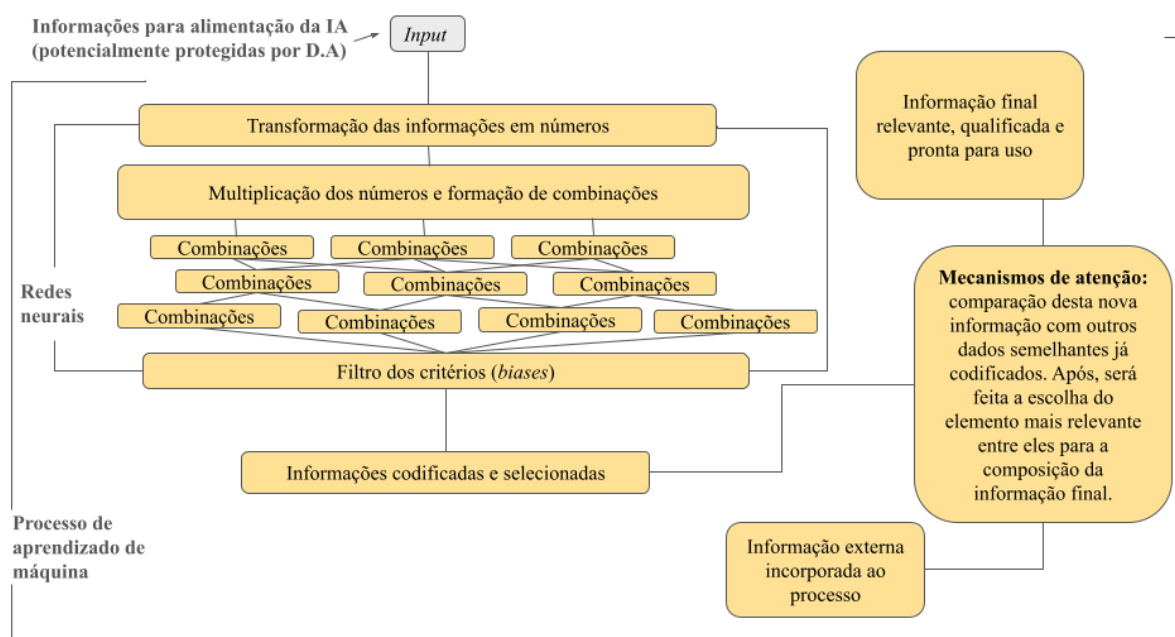 Informações para alimentação da IA
(potencialmente protegidas por D.A)
Input
Transformação das informações em números
Multiplicação dos números e formação de combinações
Combinações
Combinações
Combinações
Combinações
Combinações
Combinações
Combinações
Combinações
Combinações
Combinações
Redes
neurais
Filtro dos critérios (biases)
Informações codificadas e selecionadas
Processo de
aprendizado de
máquina
Informação final
relevante, qualificada e
pronta para uso
Mecanismos de atenção:
comparação desta nova
informação com outros
dados semelhantes já
codificados. Após, será
feita a escolha do
elemento mais relevante
entre eles para a
composição da
informação final.
Informação externa
incorporada ao
processo